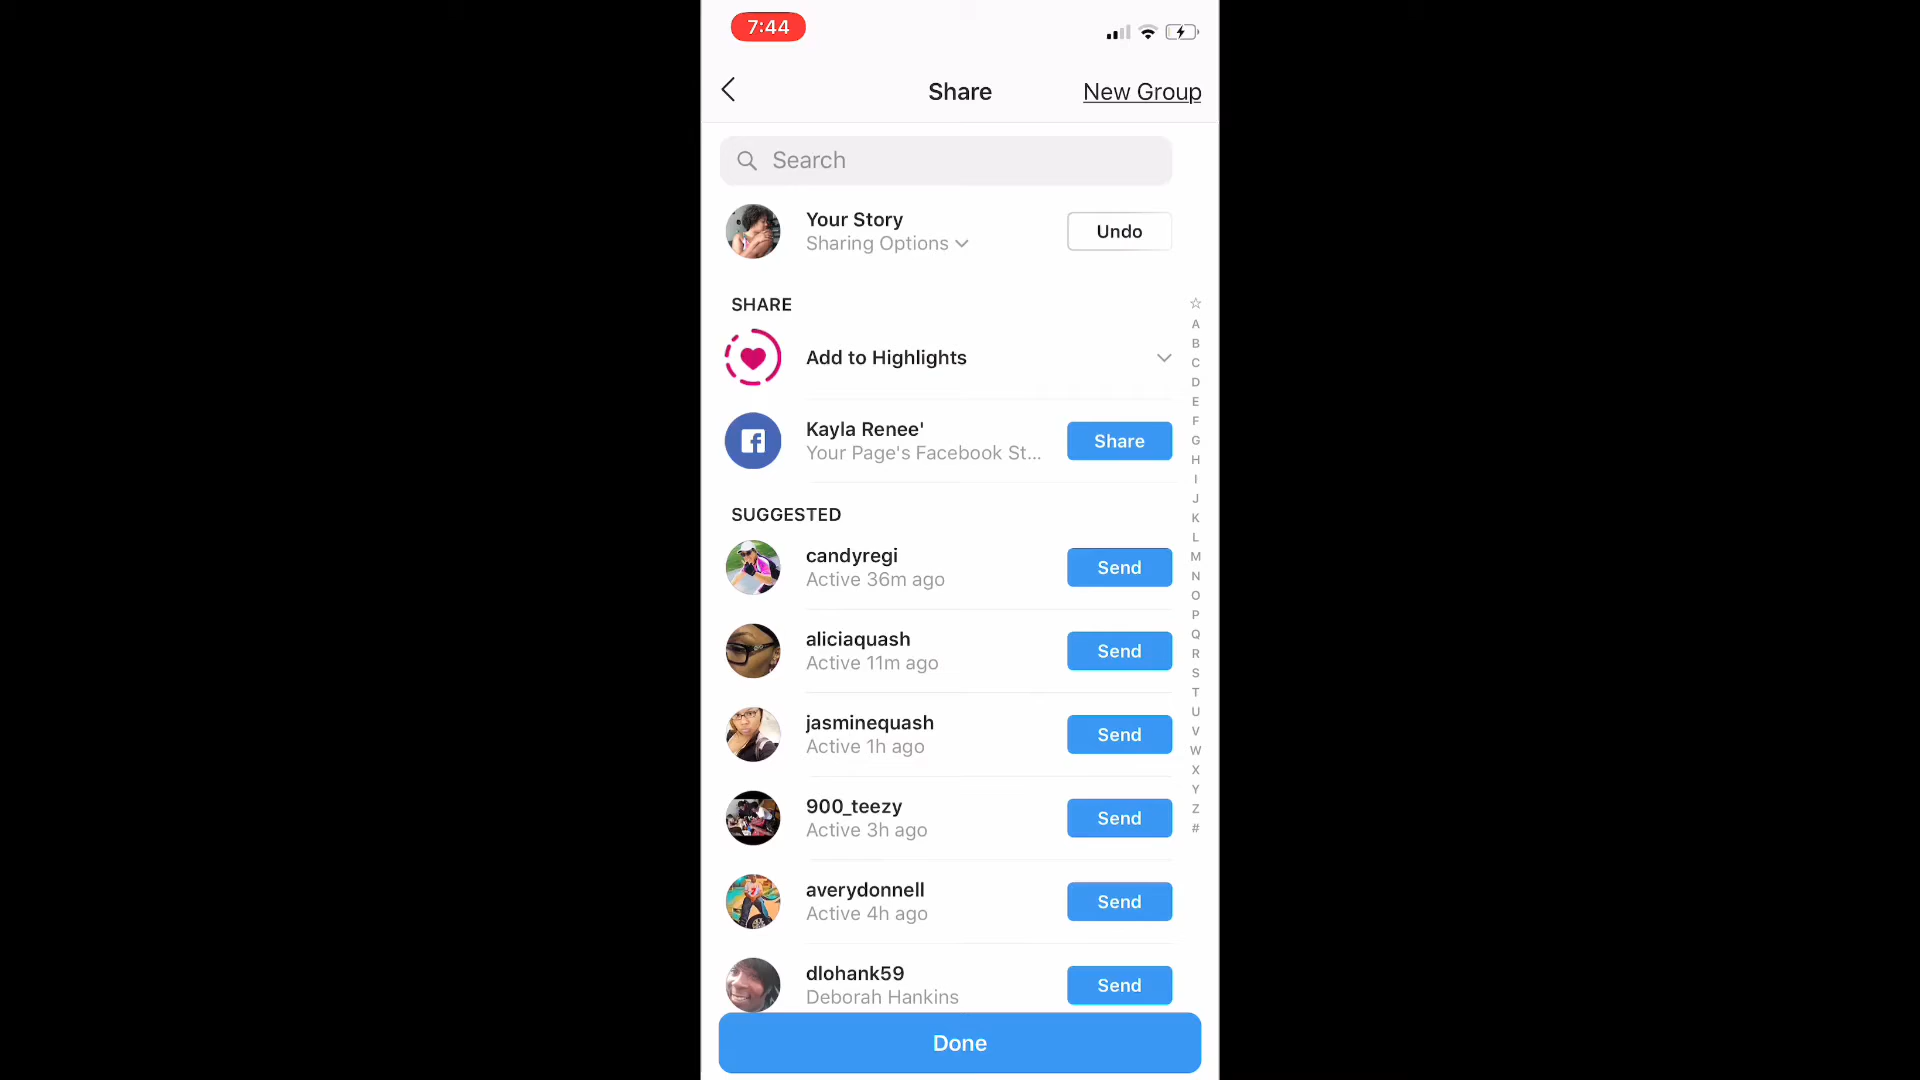 7:44
Share
New Group
Search
Your Story
Sharing Options
Undo
SHARE
Add to Highlights
Kayla Renee'
Your Page's Facebook St...
Share
SUGGESTED
candyregi
Active 36m ago
Send
aliciaquash
Active 11m ago
Send
jasminequash
Active 1h ago
Send
900_teezy
Active 3h ago
Send
averydonnell
Active 4h ago
Send
dlohank59
Deborah Hankins
Send
Done
A
B
C
D
E
F
G
H
I
J
K
L
M
N
O
P
Q
R
S
T
U
V
W
X
Y
Z
#